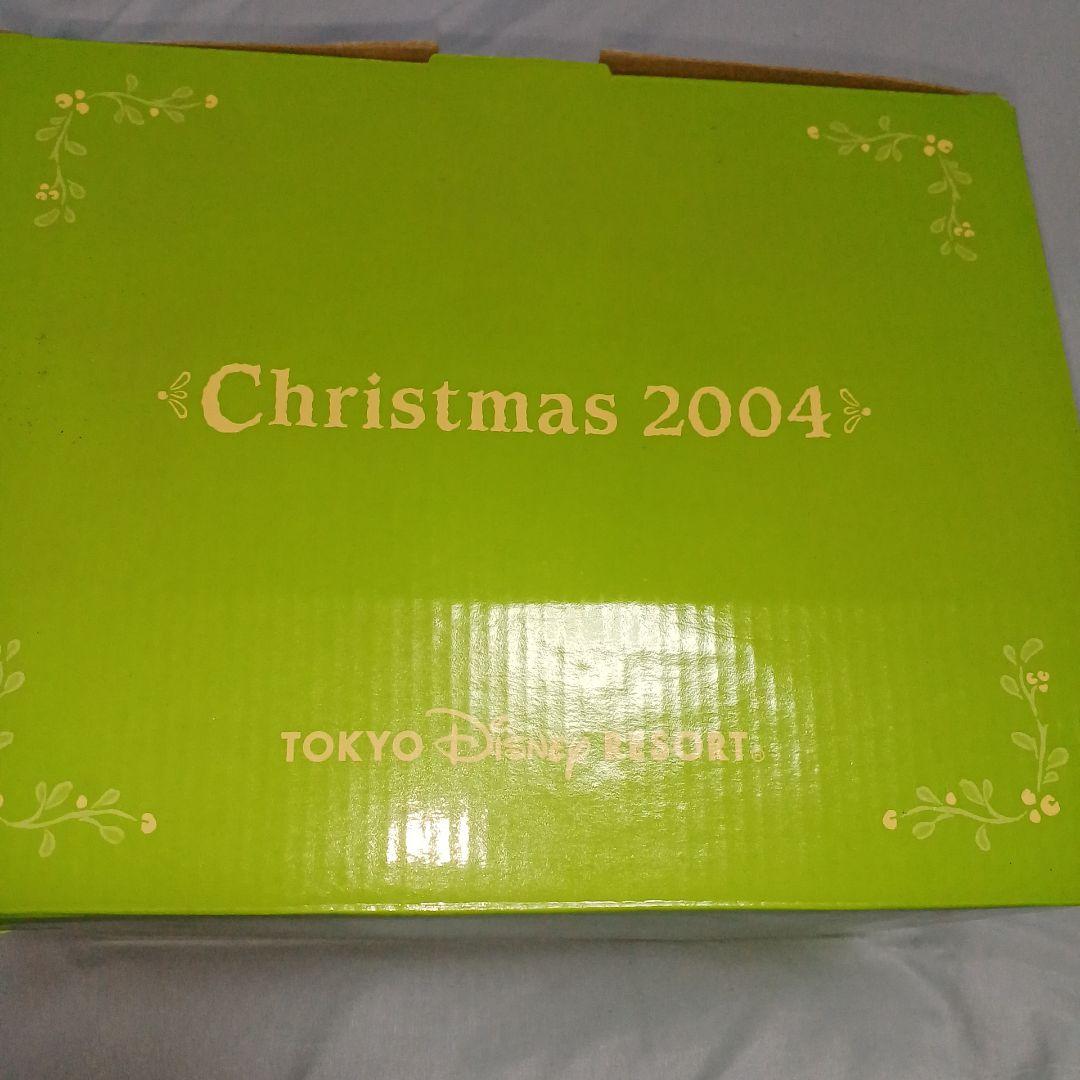 Christmas 2004
TOKYO Disney RESORT®